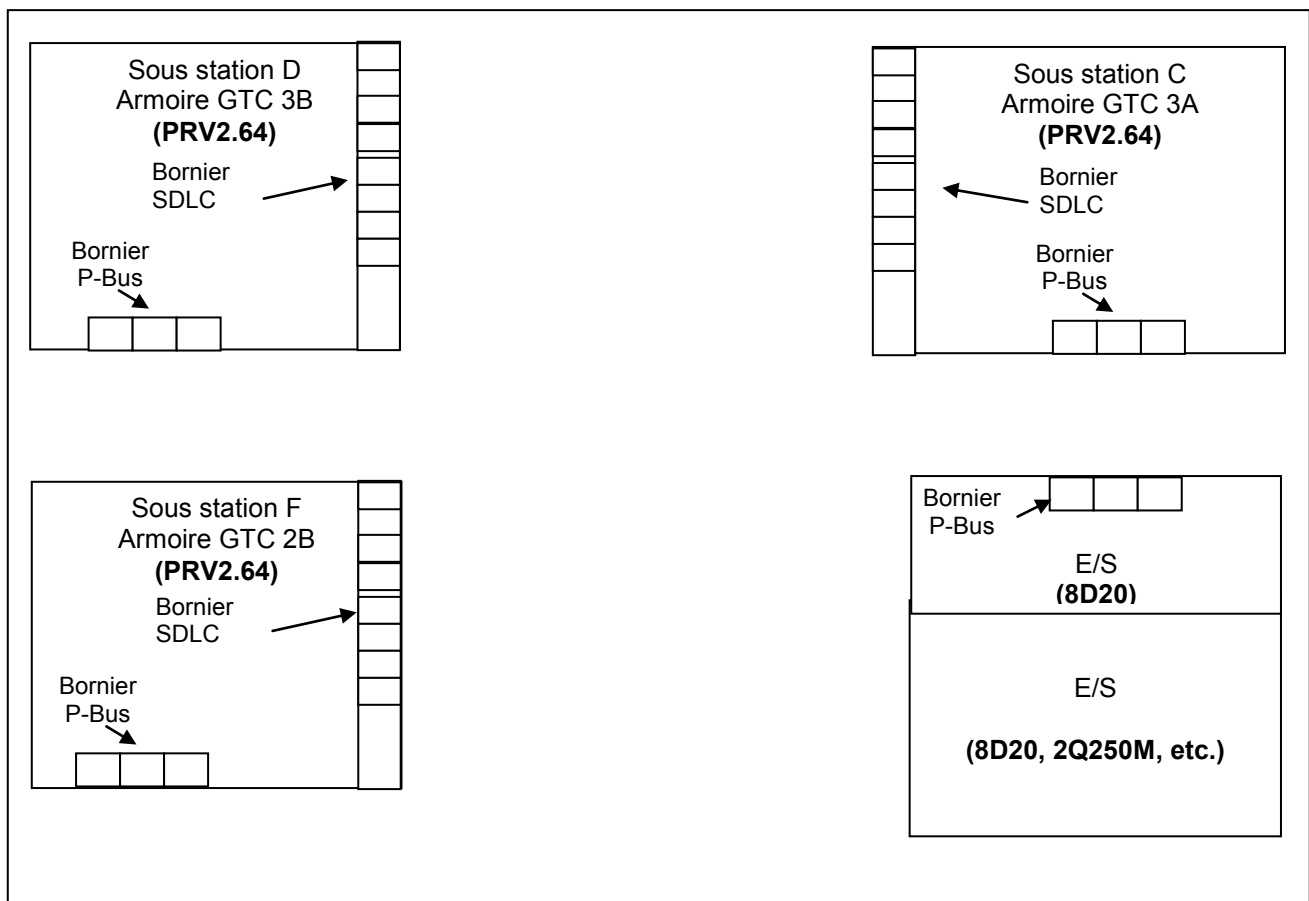 Sous station D
Armoire GTC 3B
(PRV2.64)
Bornier
SDLC
Bornier
P-Bus
Sous station C
Armoire GTC 3A
(PRV2.64)
Bornier
SDLC
Bornier
P-Bus
Sous station F
Armoire GTC 2B
(PRV2.64)
Bornier
SDLC
Bornier
P-Bus
Bornier
P-Bus
E/S
(8D20)
E/S
(8D20, 2Q250M, etc.)